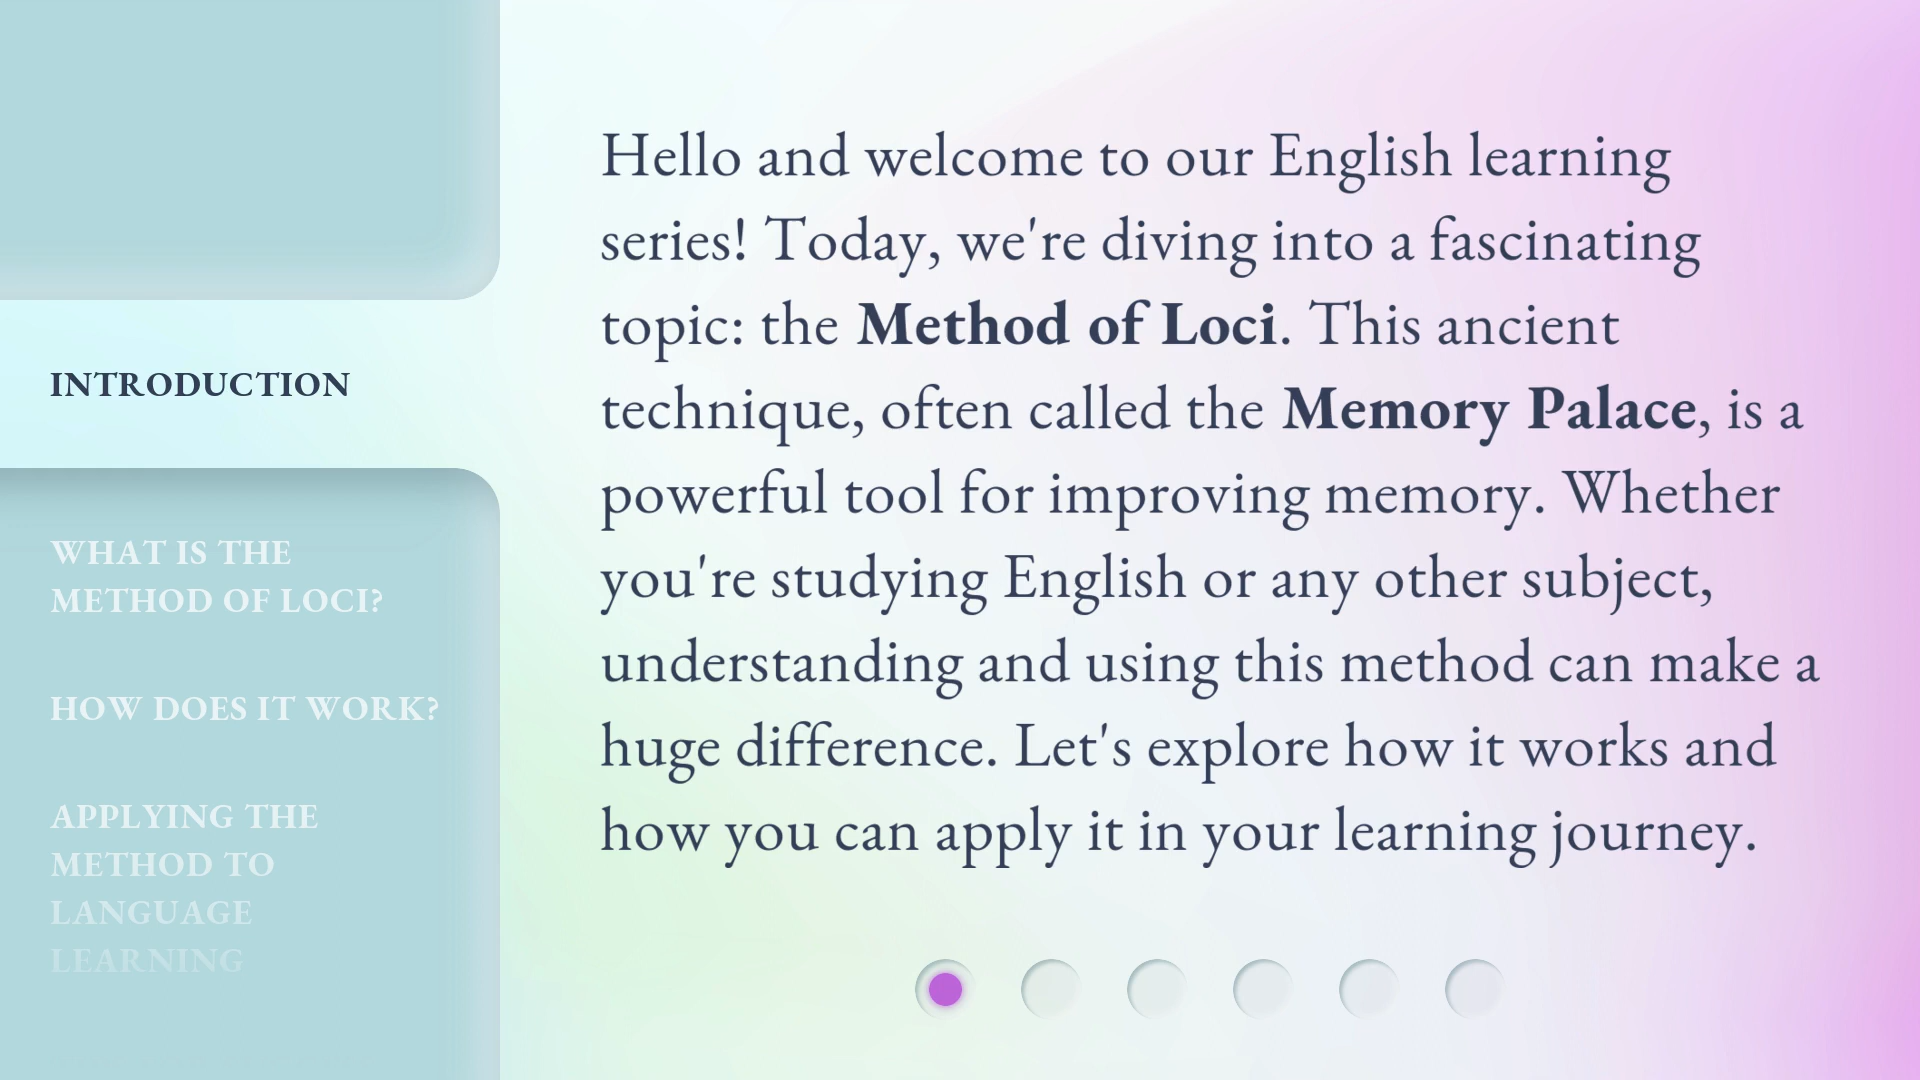 INTRODUCTION
WHAT IS THE
METHOD OF LOCI?
HOW DOES IT WORK?
APPLYING THE
METHOD TO
LANGUAGE
LEARNING
Hello and welcome to our English learning
series! Today, we're diving into a fascinating
topic: the Method of Loci. This ancient
technique, often called the Memory Palace, is a
powerful tool for improving memory. Whether
you're studying English or any other subject,
understanding and using this method can make a
huge difference. Let's explore how it works and
how you can apply it in your learning journey.